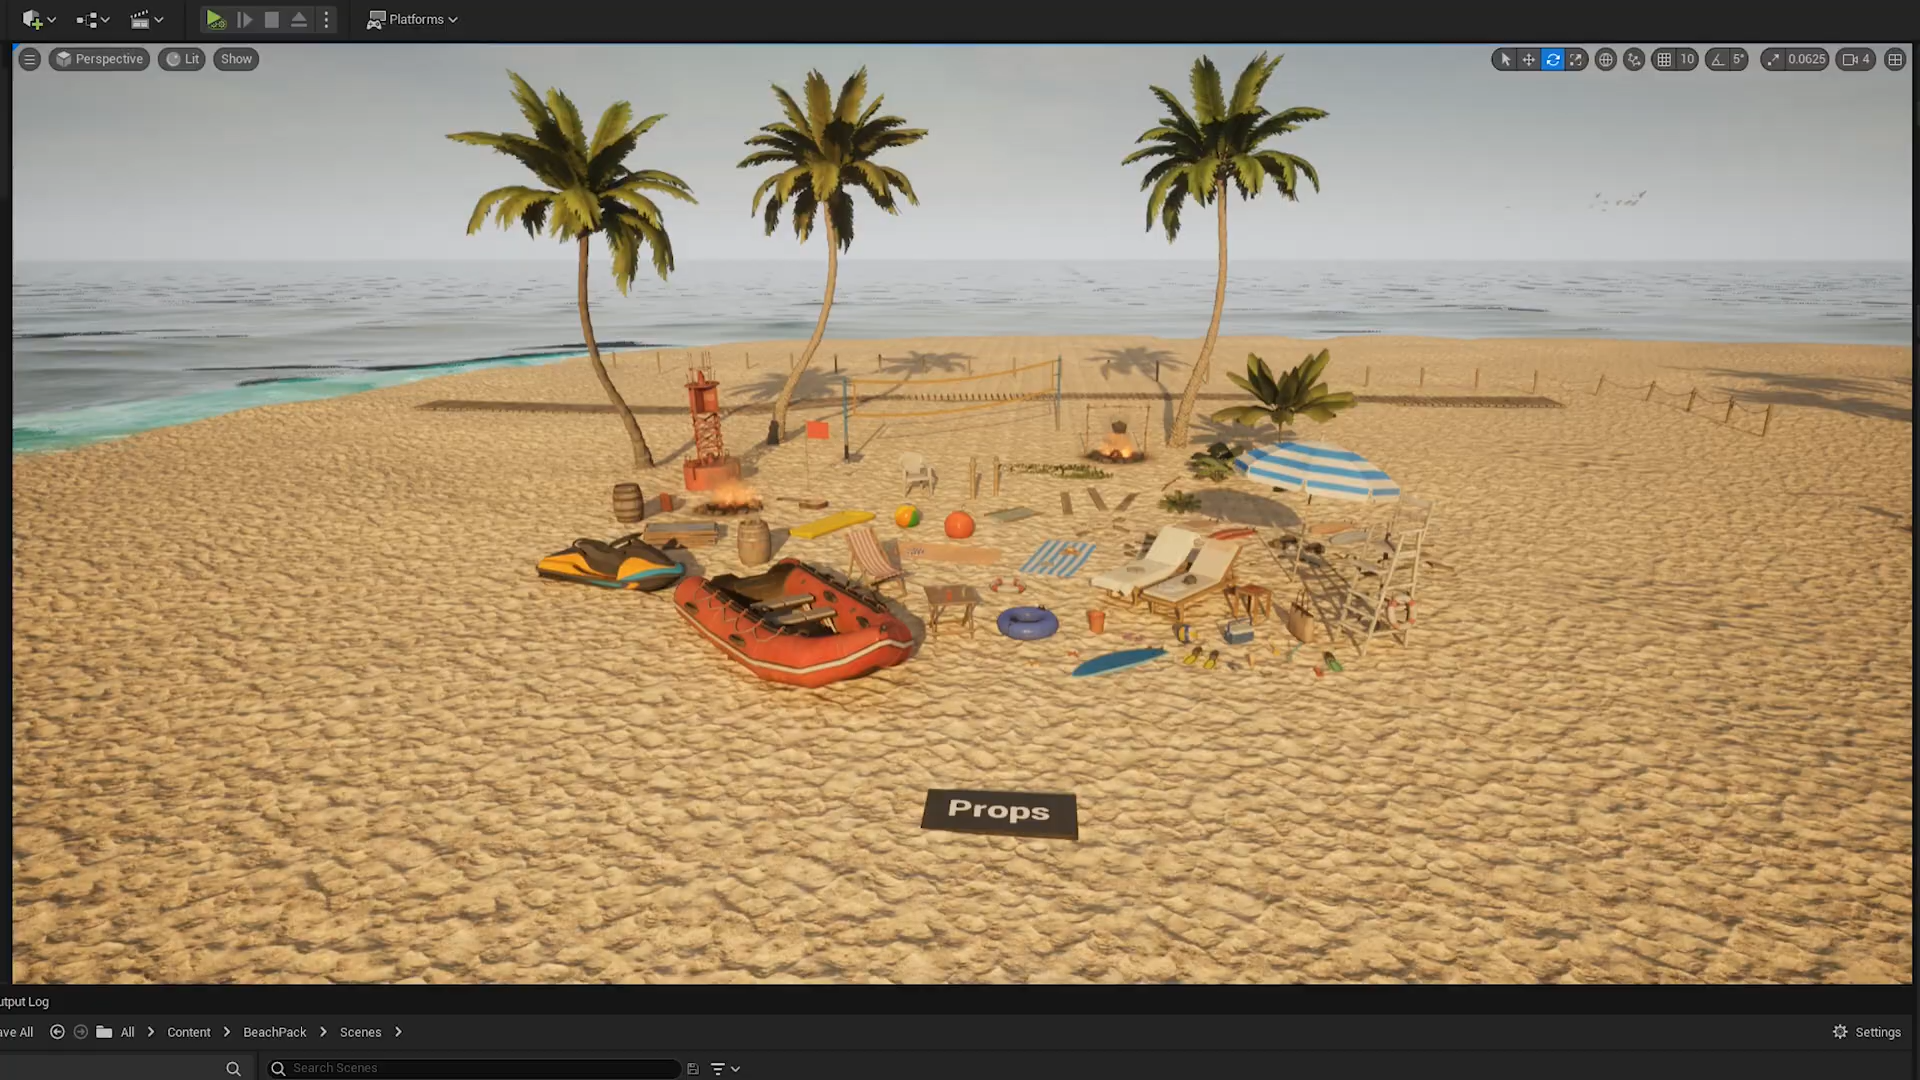 Platforms
Perspective
Lit
Show
10
5°
0.0625
4
Props
utput Log
ave All
All
Content
BeachPack
Scenes
Settings
Search Scenes